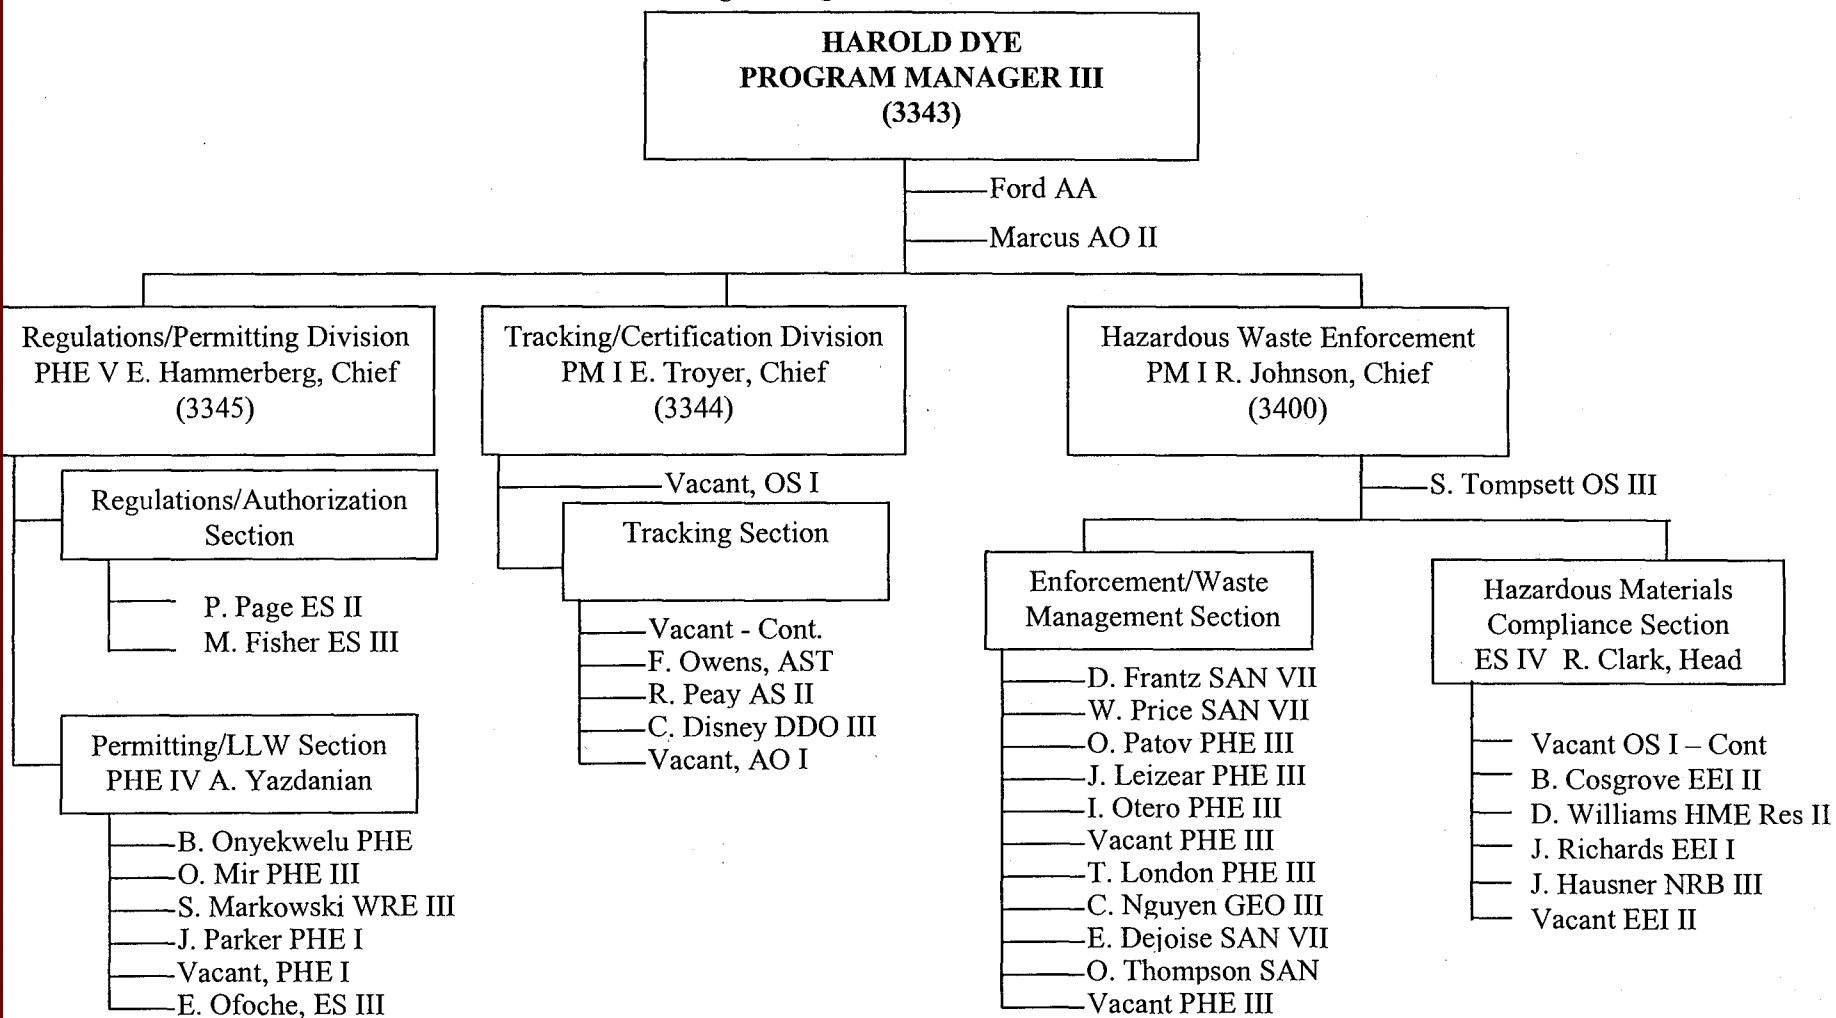 HAROLD DYE
PROGRAM MANAGER III
(3343)
Ford AA
Marcus AO II
Regulations/Permitting Division
PHE V E. Hammerberg, Chief
(3345)
Regulations/Authorization
Section
P. Page ES II
M. Fisher ES III
Permitting/LLW Section
PHE IV A. Yazdanian
B. Onyekwelu PHE
O. Mir PHE III
S. Markowski WRE III
J. Parker PHE I
Vacant, PHE I
E. Ofoche, ES III
Tracking/Certification Division
PM I E. Troyer, Chief
(3344)
Vacant, OS I
Tracking Section
Vacant - Cont.
F. Owens, AST
R. Peay AS II
C. Disney DDO III
Vacant, AO I
Hazardous Waste Enforcement
PM I R. Johnson, Chief
(3400)
S. Tompsett OS III
Enforcement/Waste
Management Section
D. Frantz SAN VII
W. Price SAN VII
O. Patov PHE III
J. Leizear PHE III
I. Otero PHE III
Vacant PHE III
T. London PHE III
C. Nguyen GEO III
E. Dejoise SAN VII
O. Thompson SAN
Vacant PHE III
Hazardous Materials
Compliance Section
ES IV R. Clark, Head
Vacant OS I – Cont
B. Cosgrove EEI II
D. Williams HME Res II
J. Richards EEI I
J. Hausner NRB III
Vacant EEI II